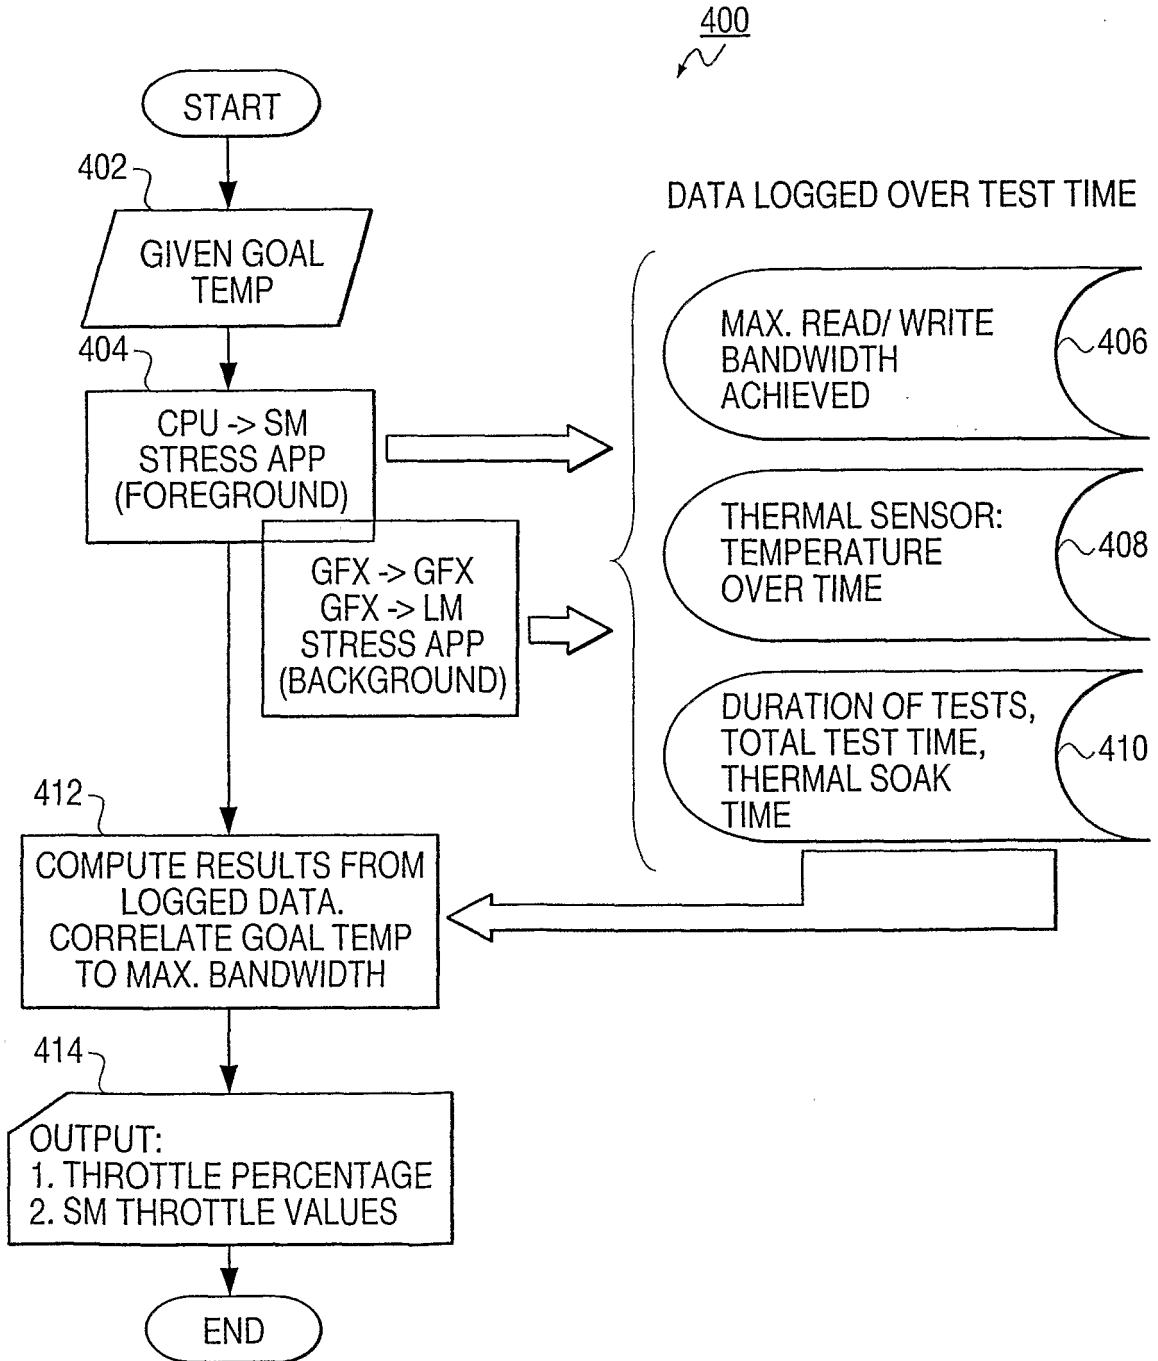 400
START
402
GIVEN GOAL
TEMP
404
CPU -> SM
STRESS APP
(FOREGROUND)
GFX -> GFX
GFX -> LM
STRESS APP
(BACKGROUND)
DATA LOGGED OVER TEST TIME
MAX. READ/ WRITE
BANDWIDTH
ACHIEVED
406
THERMAL SENSOR:
TEMPERATURE
OVER TIME
408
DURATION OF TESTS,
TOTAL TEST TIME,
THERMAL SOAK
TIME
410
412
COMPUTE RESULTS FROM
LOGGED DATA.
CORRELATE GOAL TEMP
TO MAX. BANDWIDTH
414
OUTPUT:
1. THROTTLE PERCENTAGE
2. SM THROTTLE VALUES
END